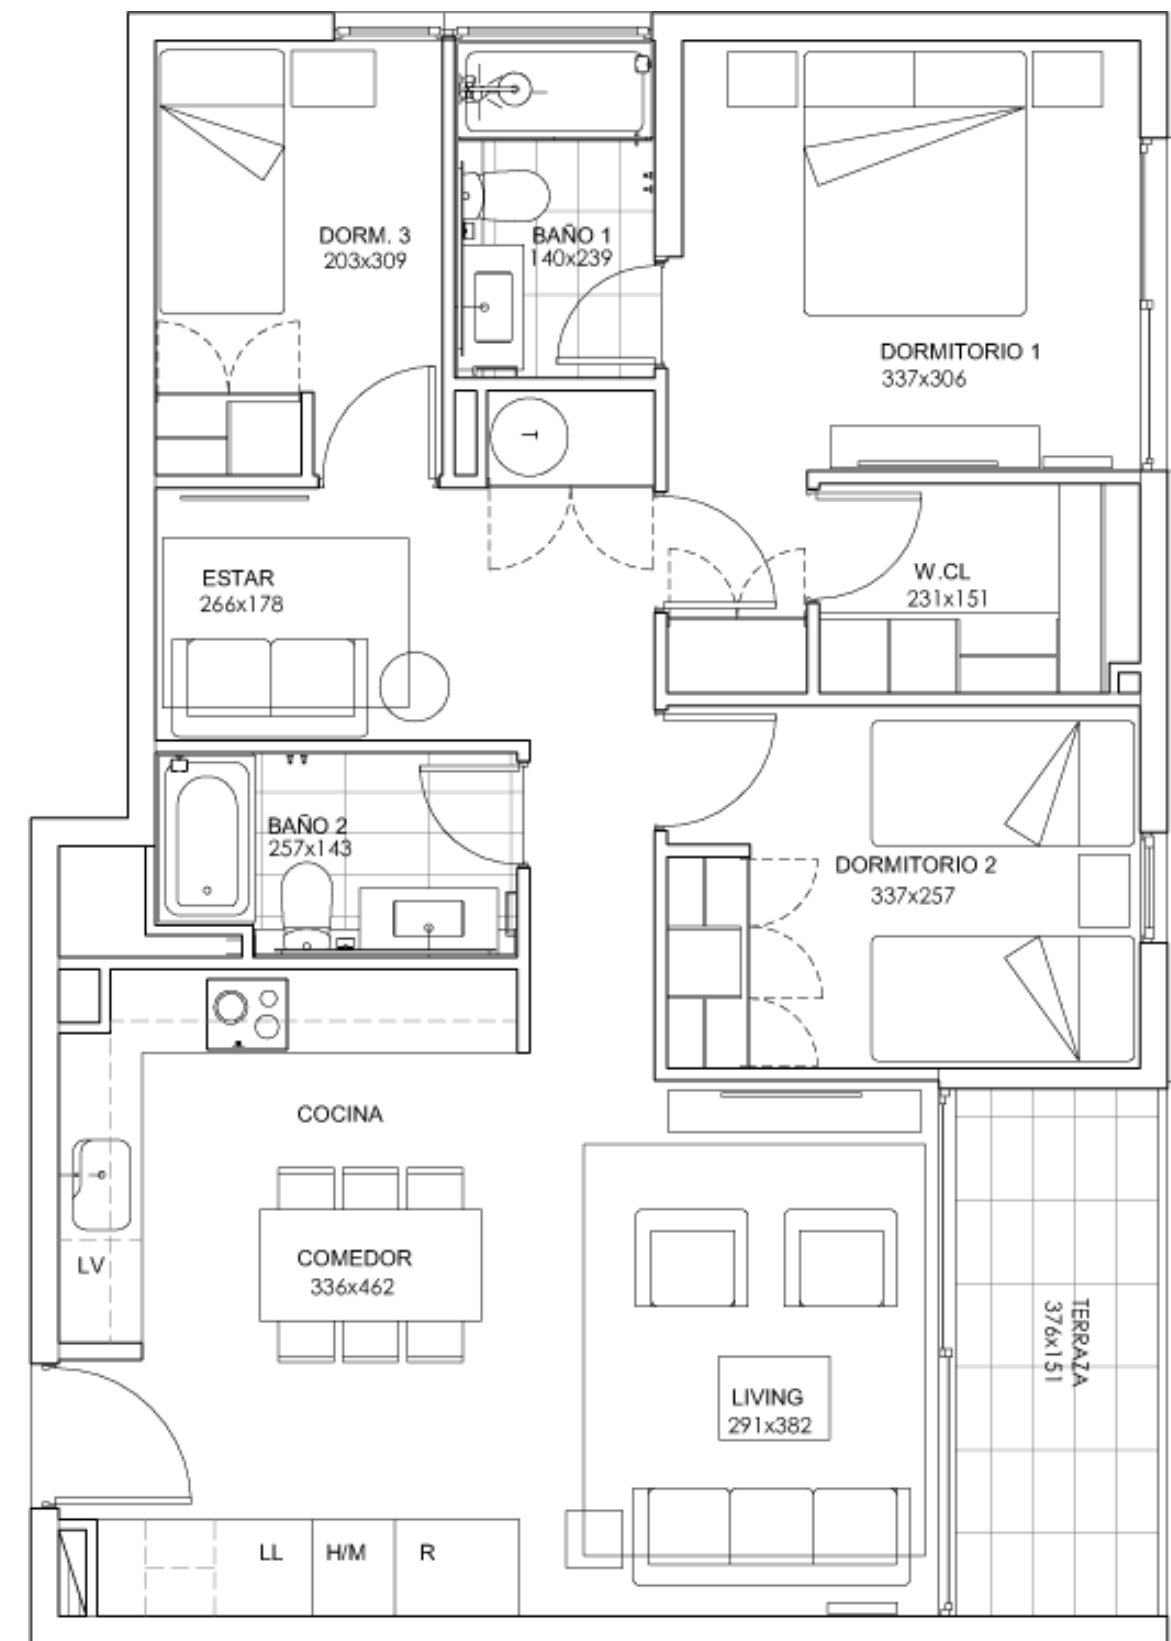 DORM. 3
203x309
BAÑO 1
140x239
DORMITORIO 1
337x306
T
ESTAR
266x178
W.CL
231x151
BAÑO 2
257x143
DORMITORIO 2
337x257
COCINA
LV
COMEDOR
336x462
TERRAZA
376x151
LIVING
291x382
LL
H/M
R